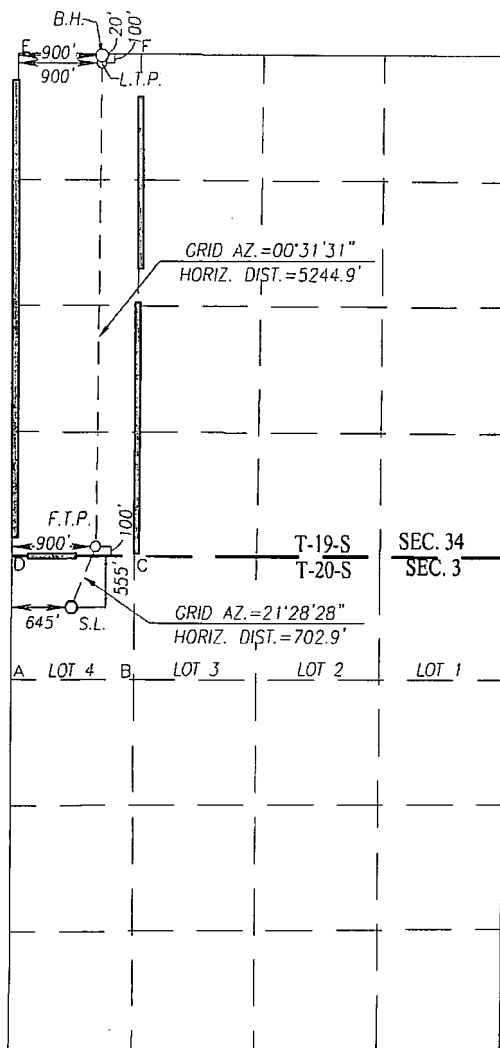 B.H.
20'
100'
E
900'
F
900'
L.T.P.
GRID AZ.=00°31'31"
HORIZ. DIST.=5244.9'
F.T.P.
900'
100'
T-19-S SEC. 34
D
C
T-20-S SEC. 3
555'
GRID AZ.=21°28'28"
645'
S.L.
HORIZ. DIST.=702.9'
A LOT 4 B LOT 3 LOT 2 LOT 1